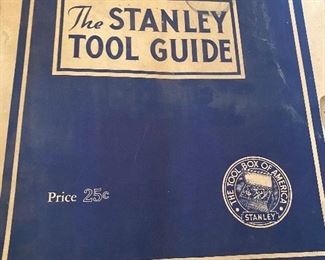 The STANLEY
TOOL GUIDE
Price 25¢
THE TOOL BOX OF AMERICA
STANLEY